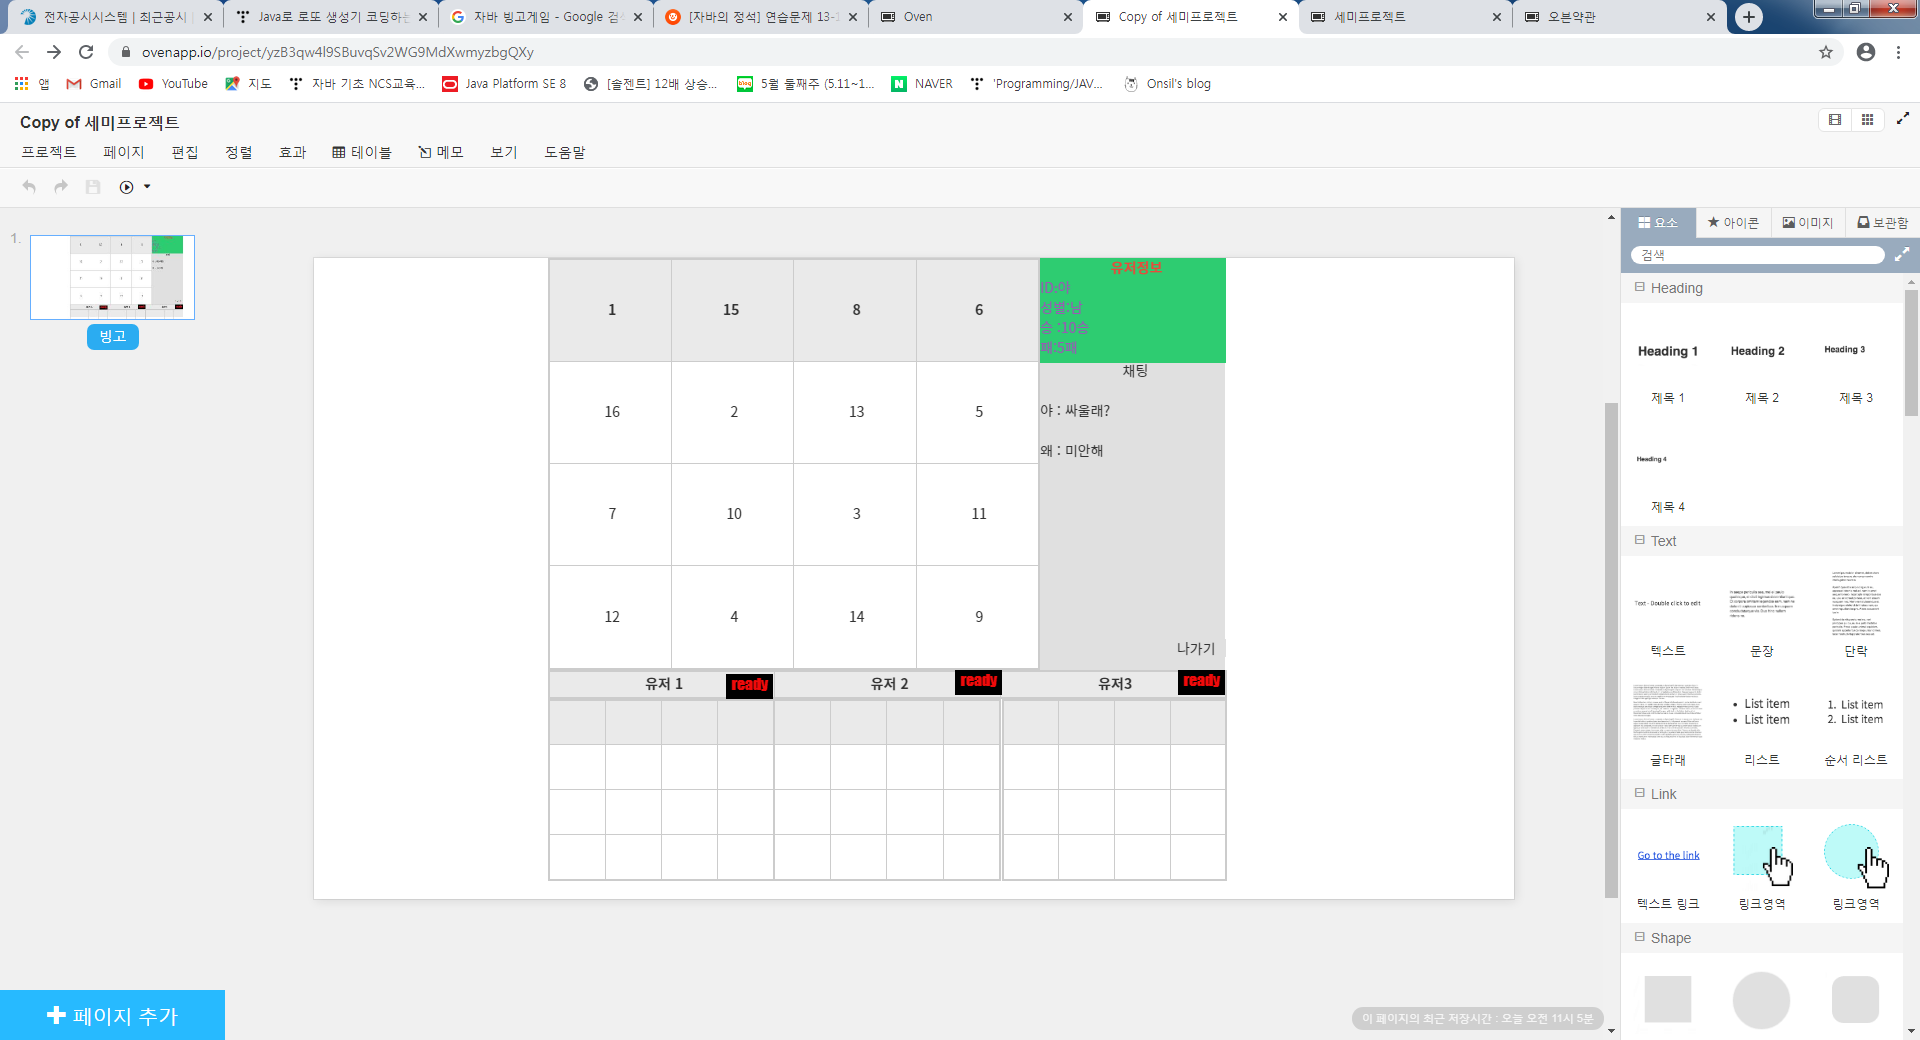 전자공시시스템 | 최근공시
Java로 로또 생성기 코딩하는
자바 빙고게임 - Google 검
[자바의 정석] 연습문제 13-
Oven
Copy of 세미프로젝트
세미프로젝트
오븐약관
ovenapp.io/project/yzB3qw4l9SBuvqSv2WG9MdXwmyzbgQXy
앱 Gmail YouTube 지도 자바 기초 NCS교육... Java Platform SE 8 [솔젠트] 12배 상승... 5월 둘째주 (5.11~1... NAVER 'Programming/JAV... Onsil's blog
Copy of 세미프로젝트
프로젝트 페이지 편집 정렬 효과 테이블 메모 보기 도움말
1.
빙고
1 15 8 6
16 2 13 5
7 10 3 11
12 4 14 9
유저정보
ID:야
성별:남
승 :10승
패:5패
채팅
야 : 싸울래?
왜 : 미안해
나가기
유저 1 ready 유저 2 ready 유저3 ready
페이지 추가
이 페이지의 최근 저장시간 : 오늘 오전 11시 5분
요소 아이콘 이미지 보관함
검색
Heading
Heading 1 Heading 2 Heading 3
제목 1 제목 2 제목 3
Heading 4
제목 4
Text
Text - Double click to edit
텍스트 문장 단락
List item
List item
1. List item
2. List item
글타래 리스트 순서 리스트
Link
Go to the link
텍스트 링크 링크영역 링크영역
Shape